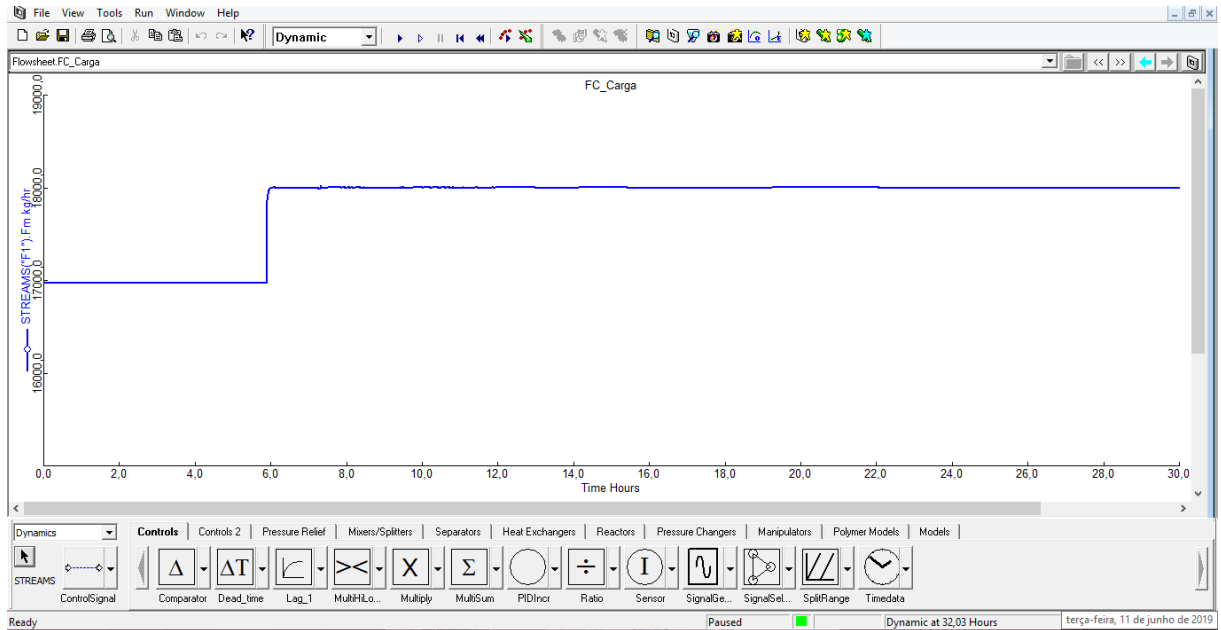 File View Tools Run Window Help
Dynamic
Flowsheet.FC_Carga
FC_Carga
19000,0
18000,0
17000,0
16000,0
STREAMS("F1").Fm kg/hr
0,0 2,0 4,0 6,0 8,0 10,0 12,0 14,0 16,0 18,0 20,0 22,0 24,0 26,0 28,0 30,0
Time Hours
Dynamics Controls Controls 2 Pressure Relief Mixers/Splitters Separators Heat Exchangers Reactors Pressure Changers Manipulators Polymer Models Models
Δ ΔT >< X Σ ÷ I
STREAMS
ControlSignal Comparator Dead_time Lag_1 MultiHiLo... Multiply MultiSum PIDIncr Ratio Sensor SignalGe... SignalSel... SplitRange Timedata
Ready Paused Dynamic at 32,03 Hours terça-feira, 11 de junho de 2019